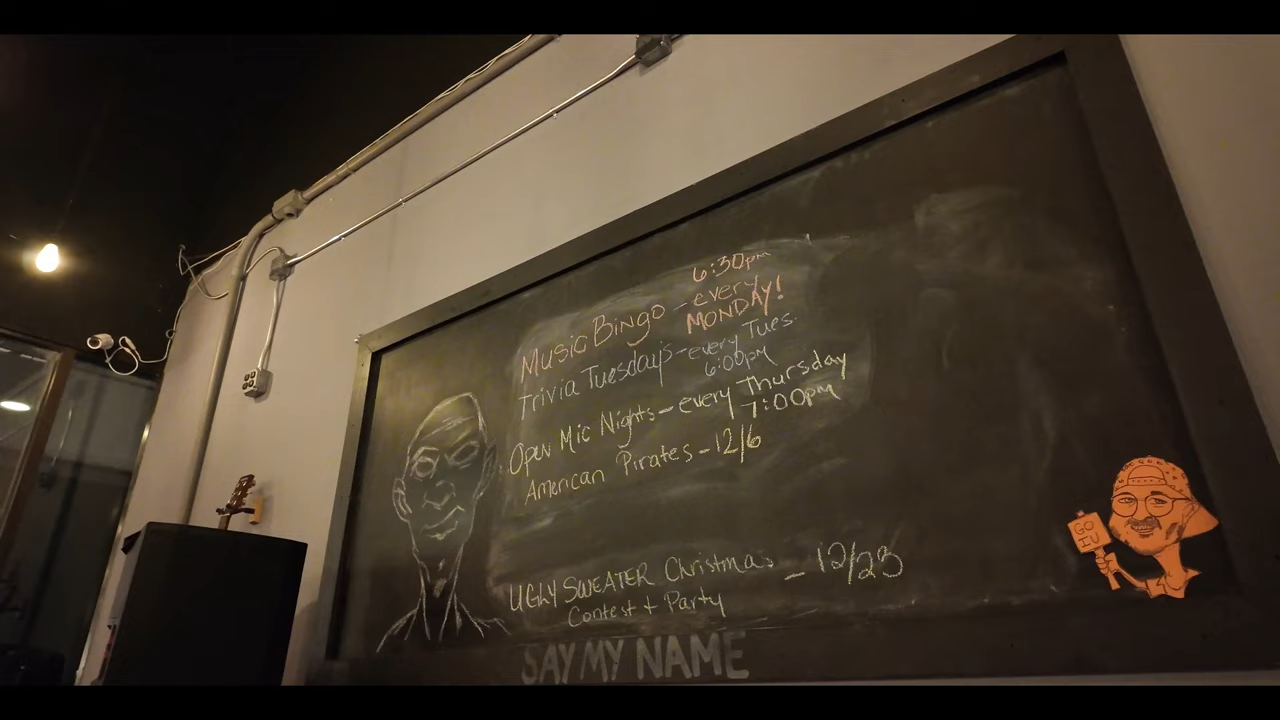 6:30pm
Music Bingo - every
MONDAY!
Trivia Tuesday's - every Tues.
6:00pm
Open Mic Nights - every Thursday
7:00pm
American Pirates - 12/6
UGLY SWEATER Christmas - 12/23
Contest + Party
SAY MY NAME
GO
IU